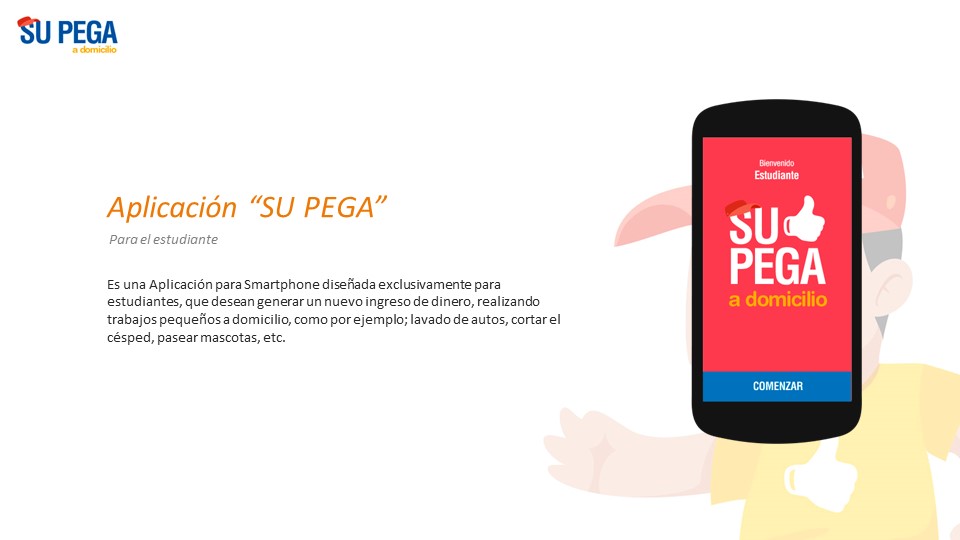 SU PEGA
a domicilio
Aplicación “SU PEGA”
Para el estudiante
Es una Aplicación para Smartphone diseñada exclusivamente para
estudiantes, que desean generar un nuevo ingreso de dinero, realizando
trabajos pequeños a domicilio, como por ejemplo; lavado de autos, cortar el
césped, pasear mascotas, etc.
Bienvenido
Estudiante
SU
PEGA
a domicilio
COMENZAR